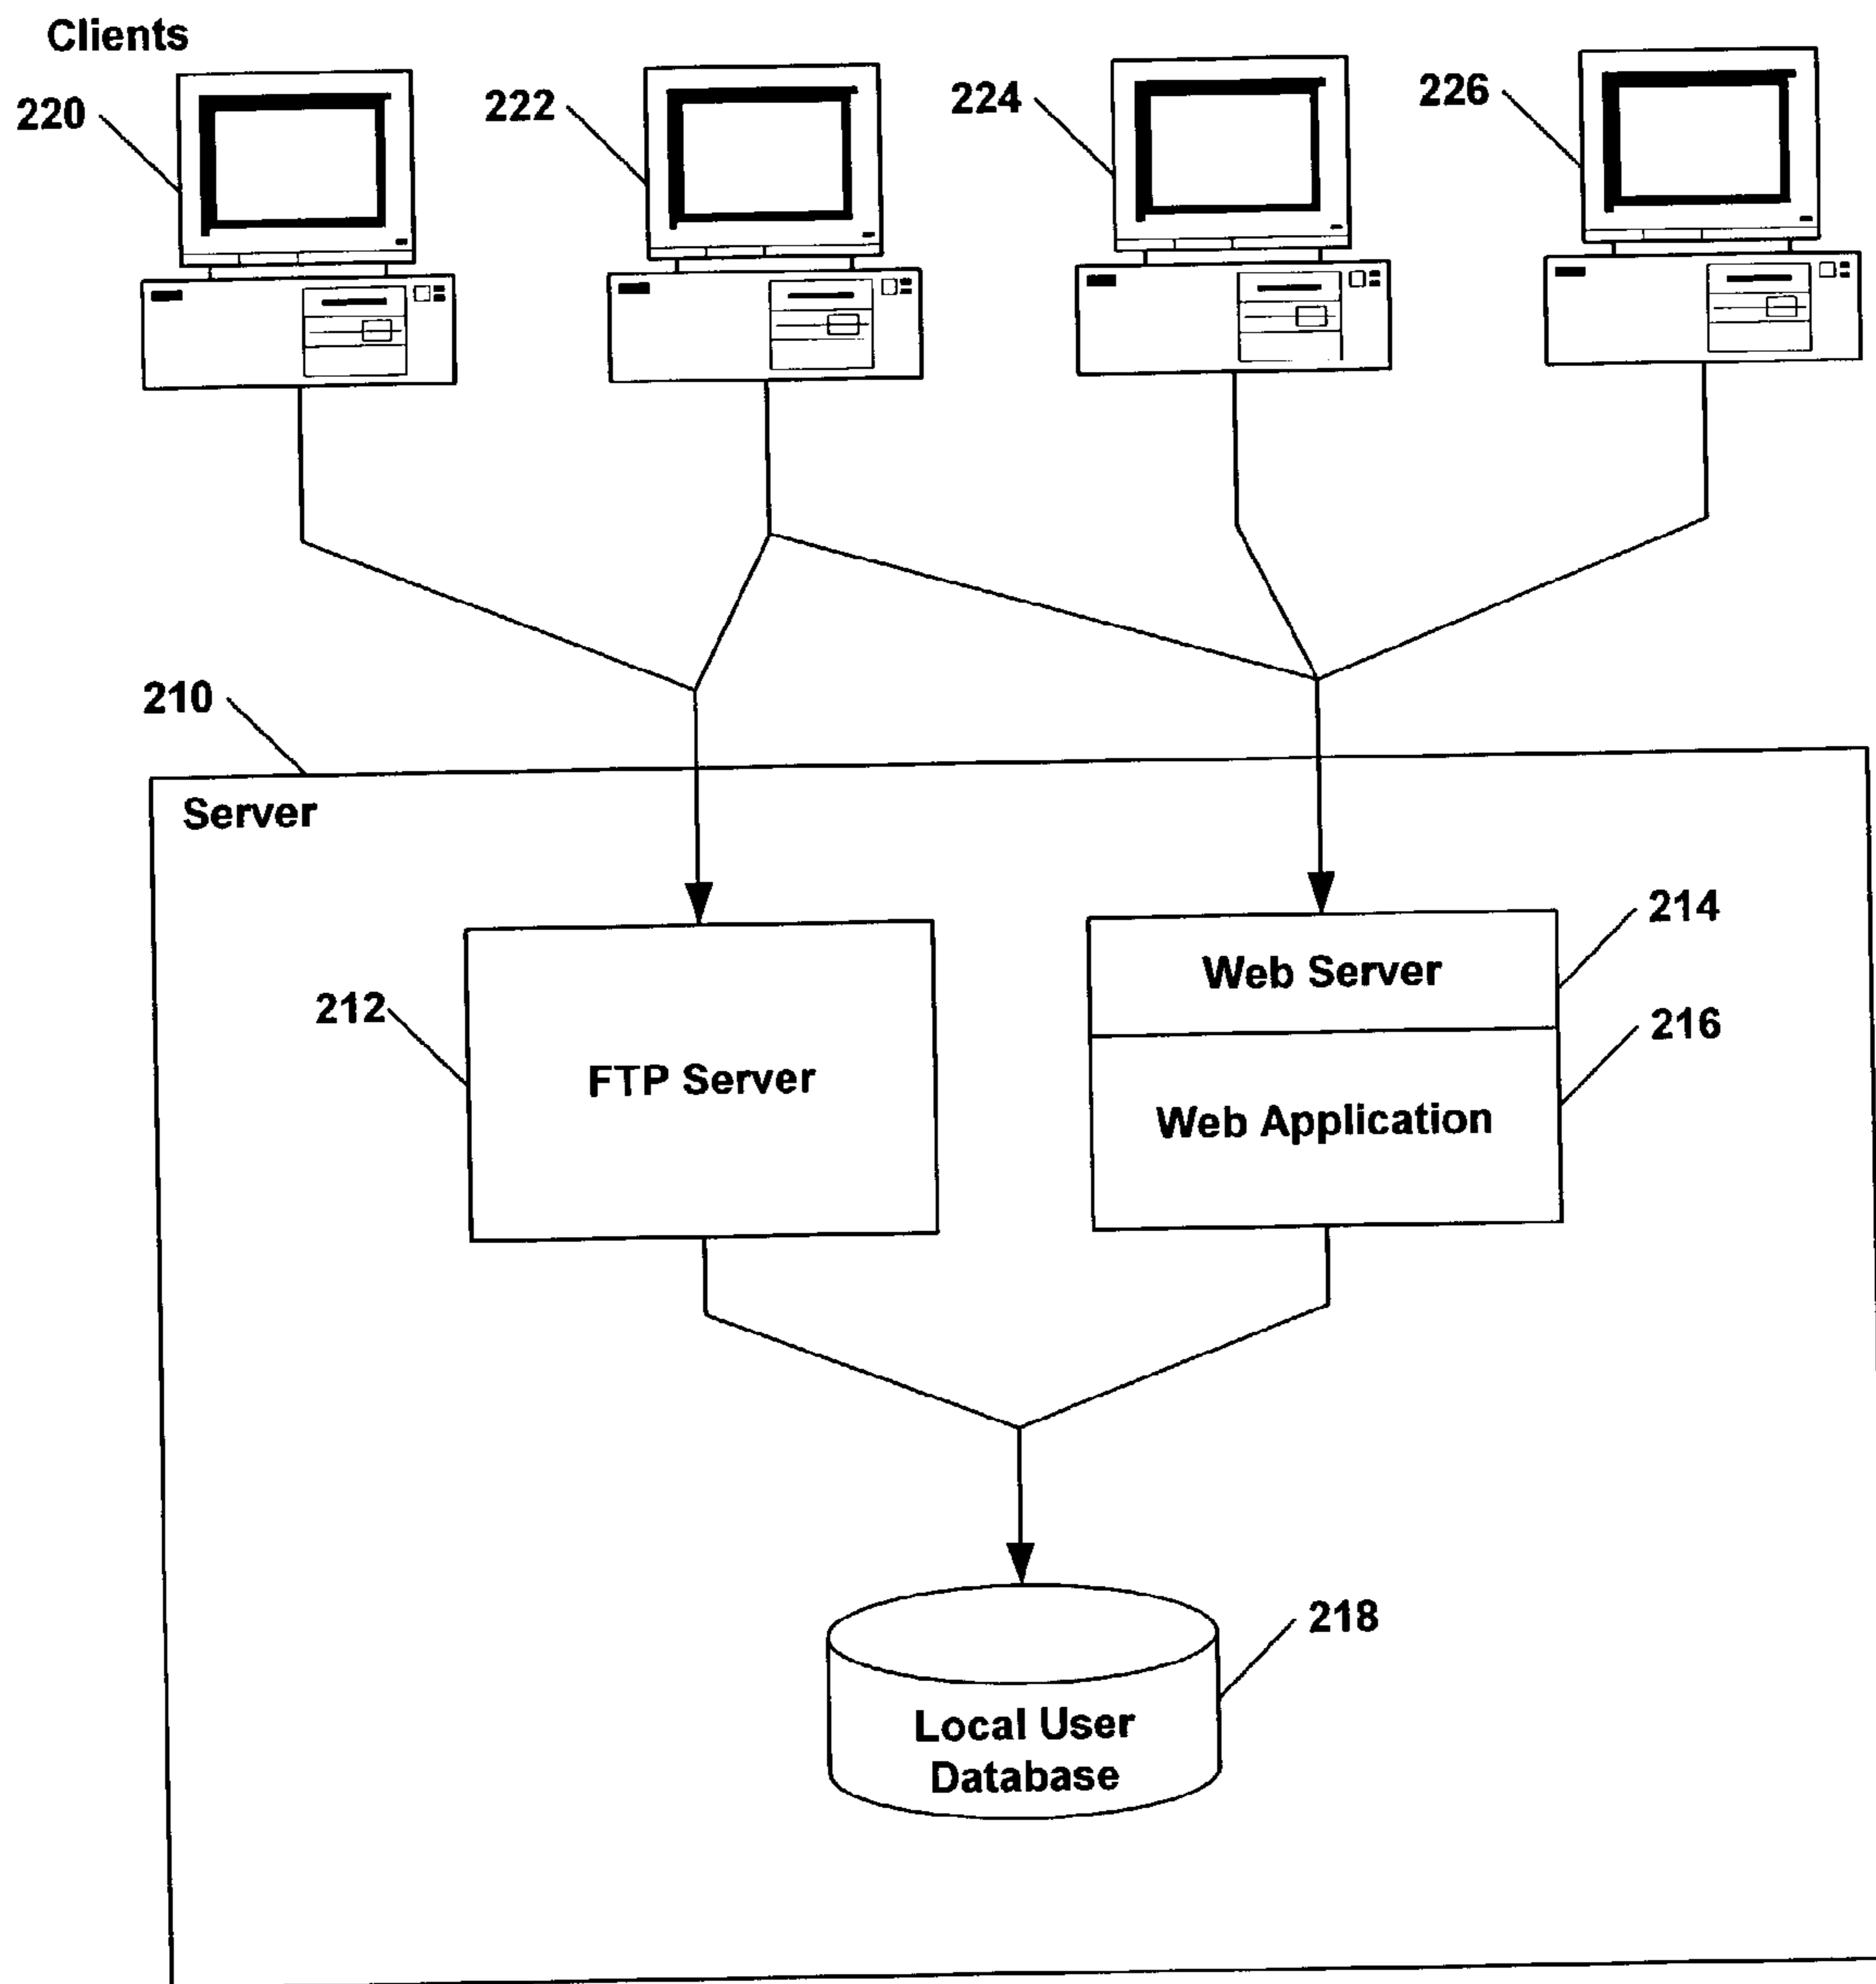 Clients
220
222
224
226
210
Server
214
Web Server
212
216
FTP Server
Web Application
218
Local User
Database